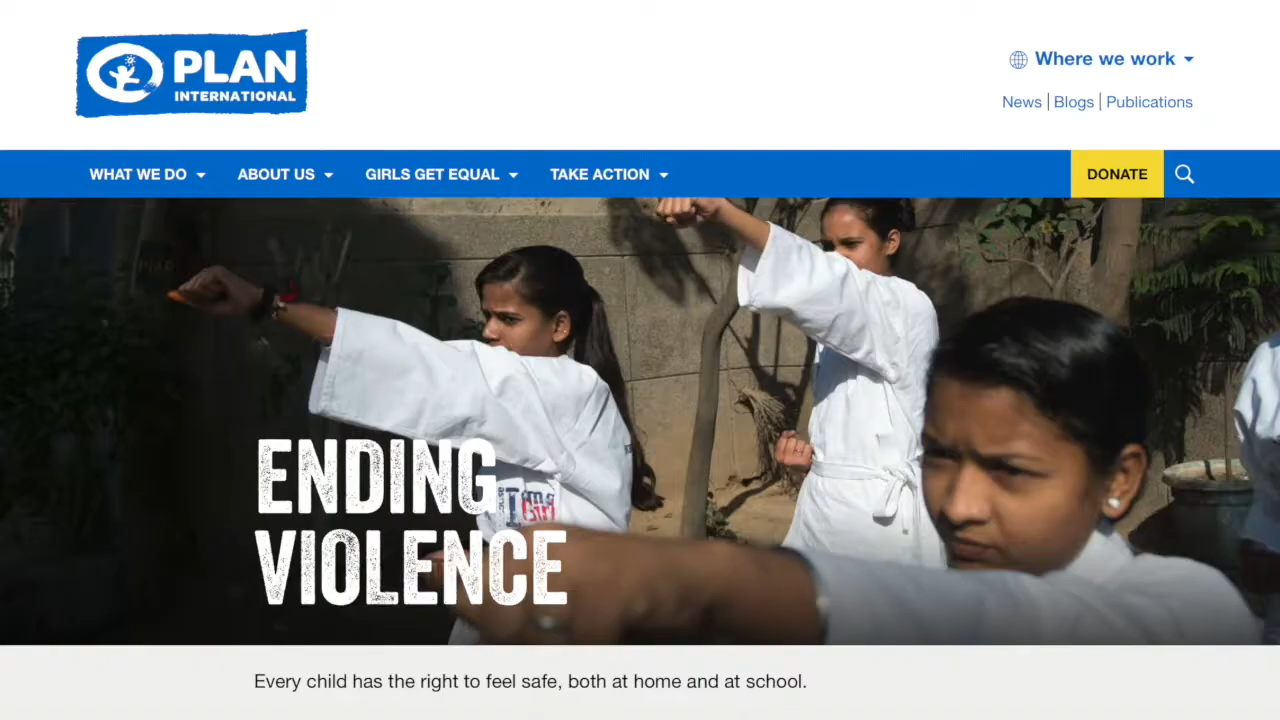 PLAN
INTERNATIONAL
Where we work
News | Blogs | Publications
WHAT WE DO
ABOUT US
GIRLS GET EQUAL
TAKE ACTION
DONATE
I
Girl
ENDING
VIOLENCE
Every child has the right to feel safe, both at home and at school.